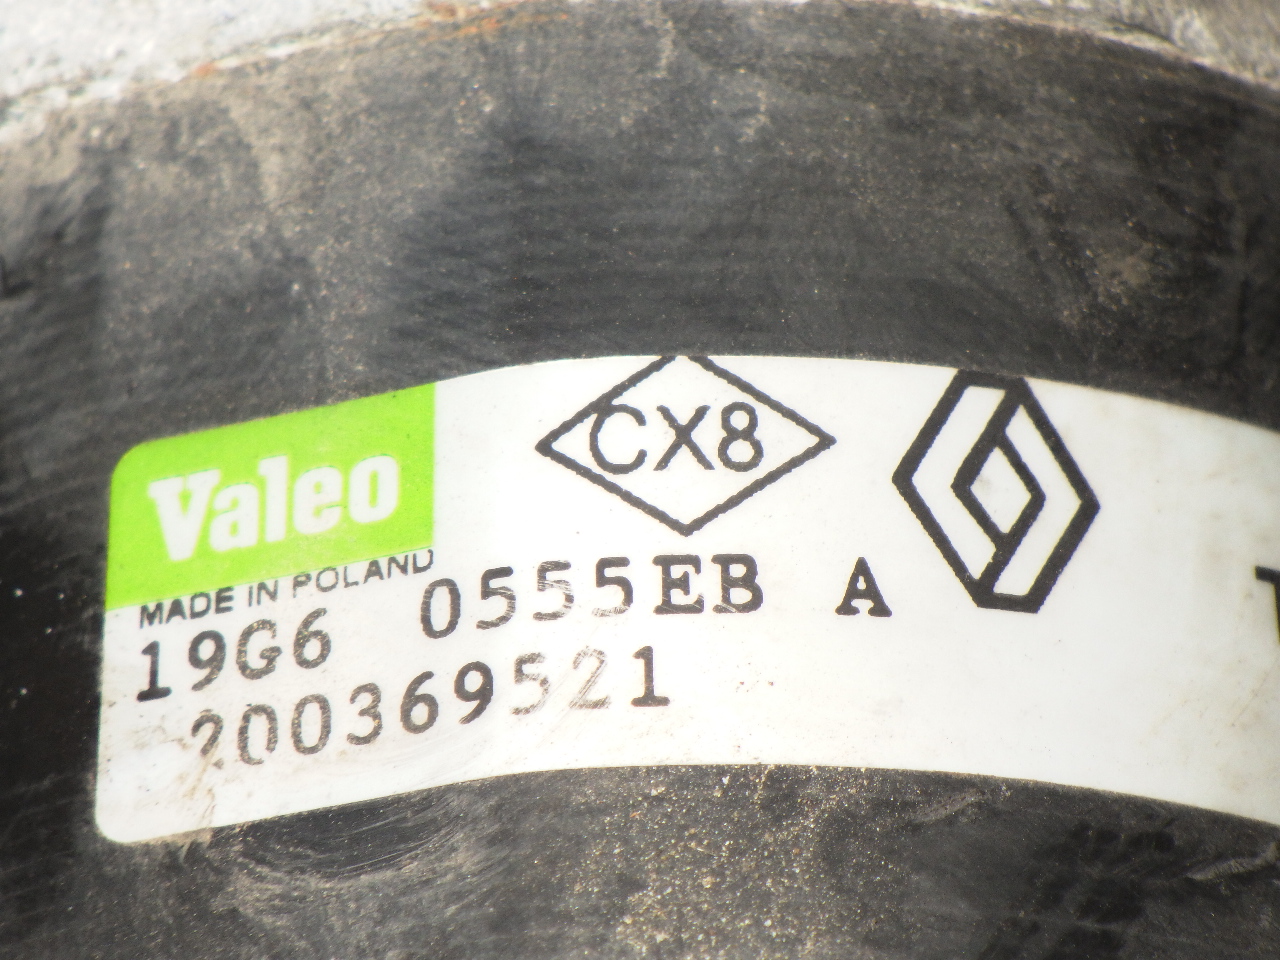 CX8
Valeo
MADE IN POLAND
19G6 0555EB A
200369521